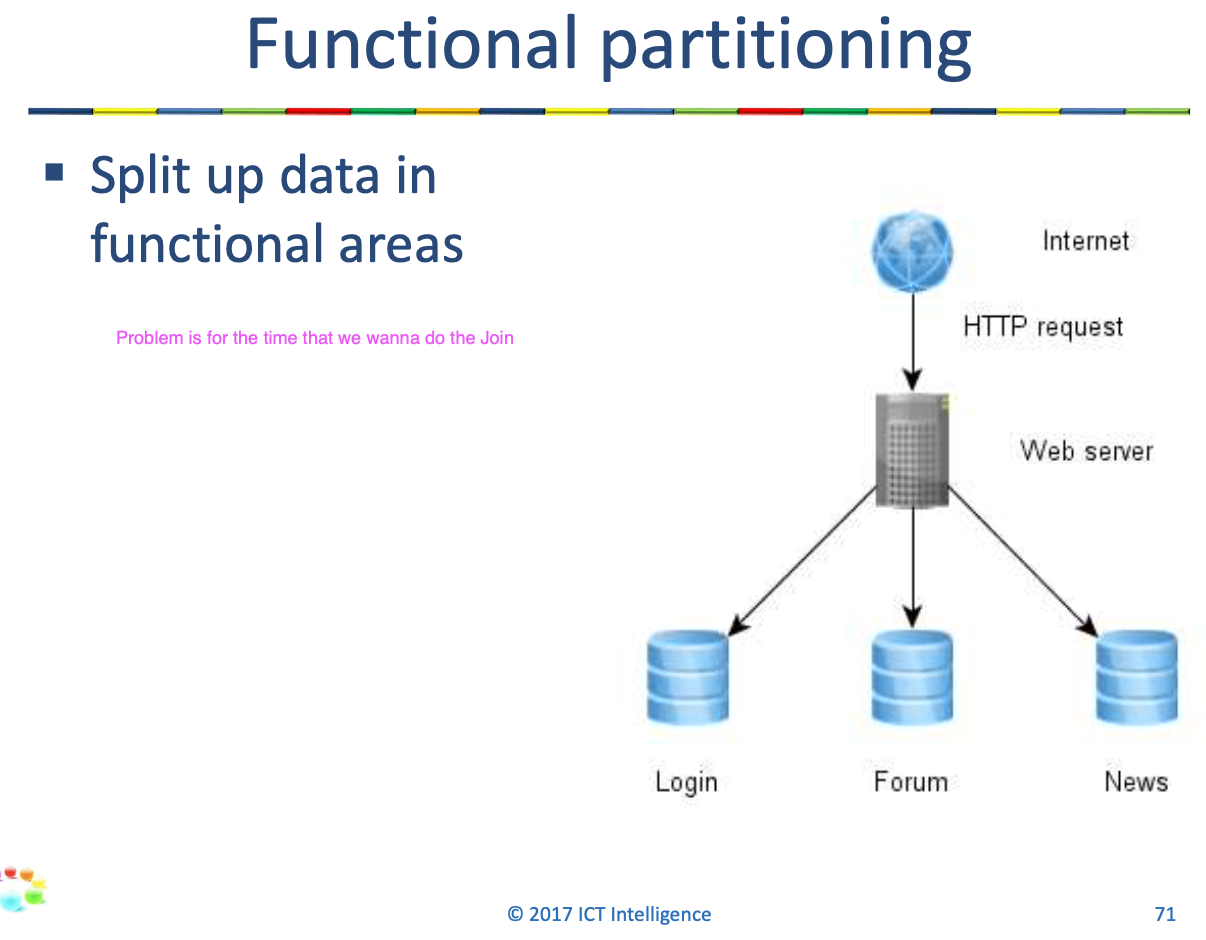 Functional partitioning
▪ Split up data in
functional areas
Problem is for the time that we wanna do the Join
Internet
HTTP request
Web server
Login
Forum
News
© 2017 ICT Intelligence
71